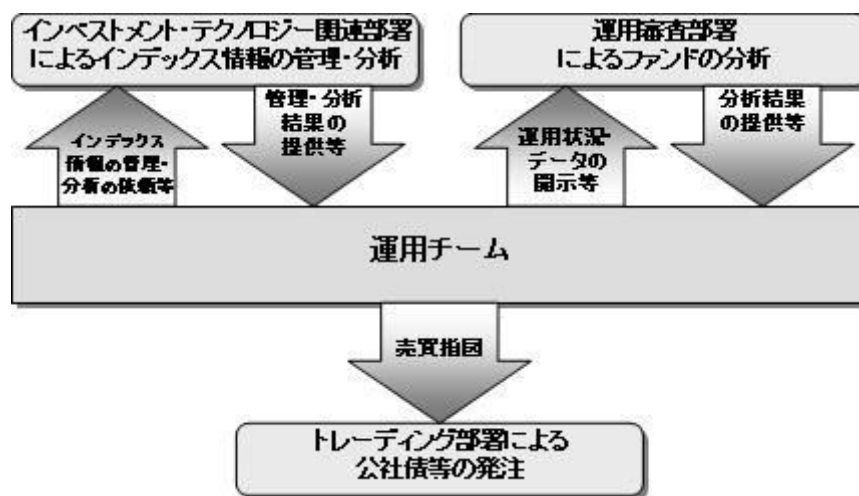 インベストメント・テクノロジー関連部署
によるインデックス情報の管理・分析
運用審査部署
によるファンドの分析
インデックス
情報の管理・
分析の依頼等
管理・分析
結果の
提供等
運用状況・
データの
開示等
分析結果
の提供等
運用チーム
売買指図
トレーディング部署による
公社債等の発注